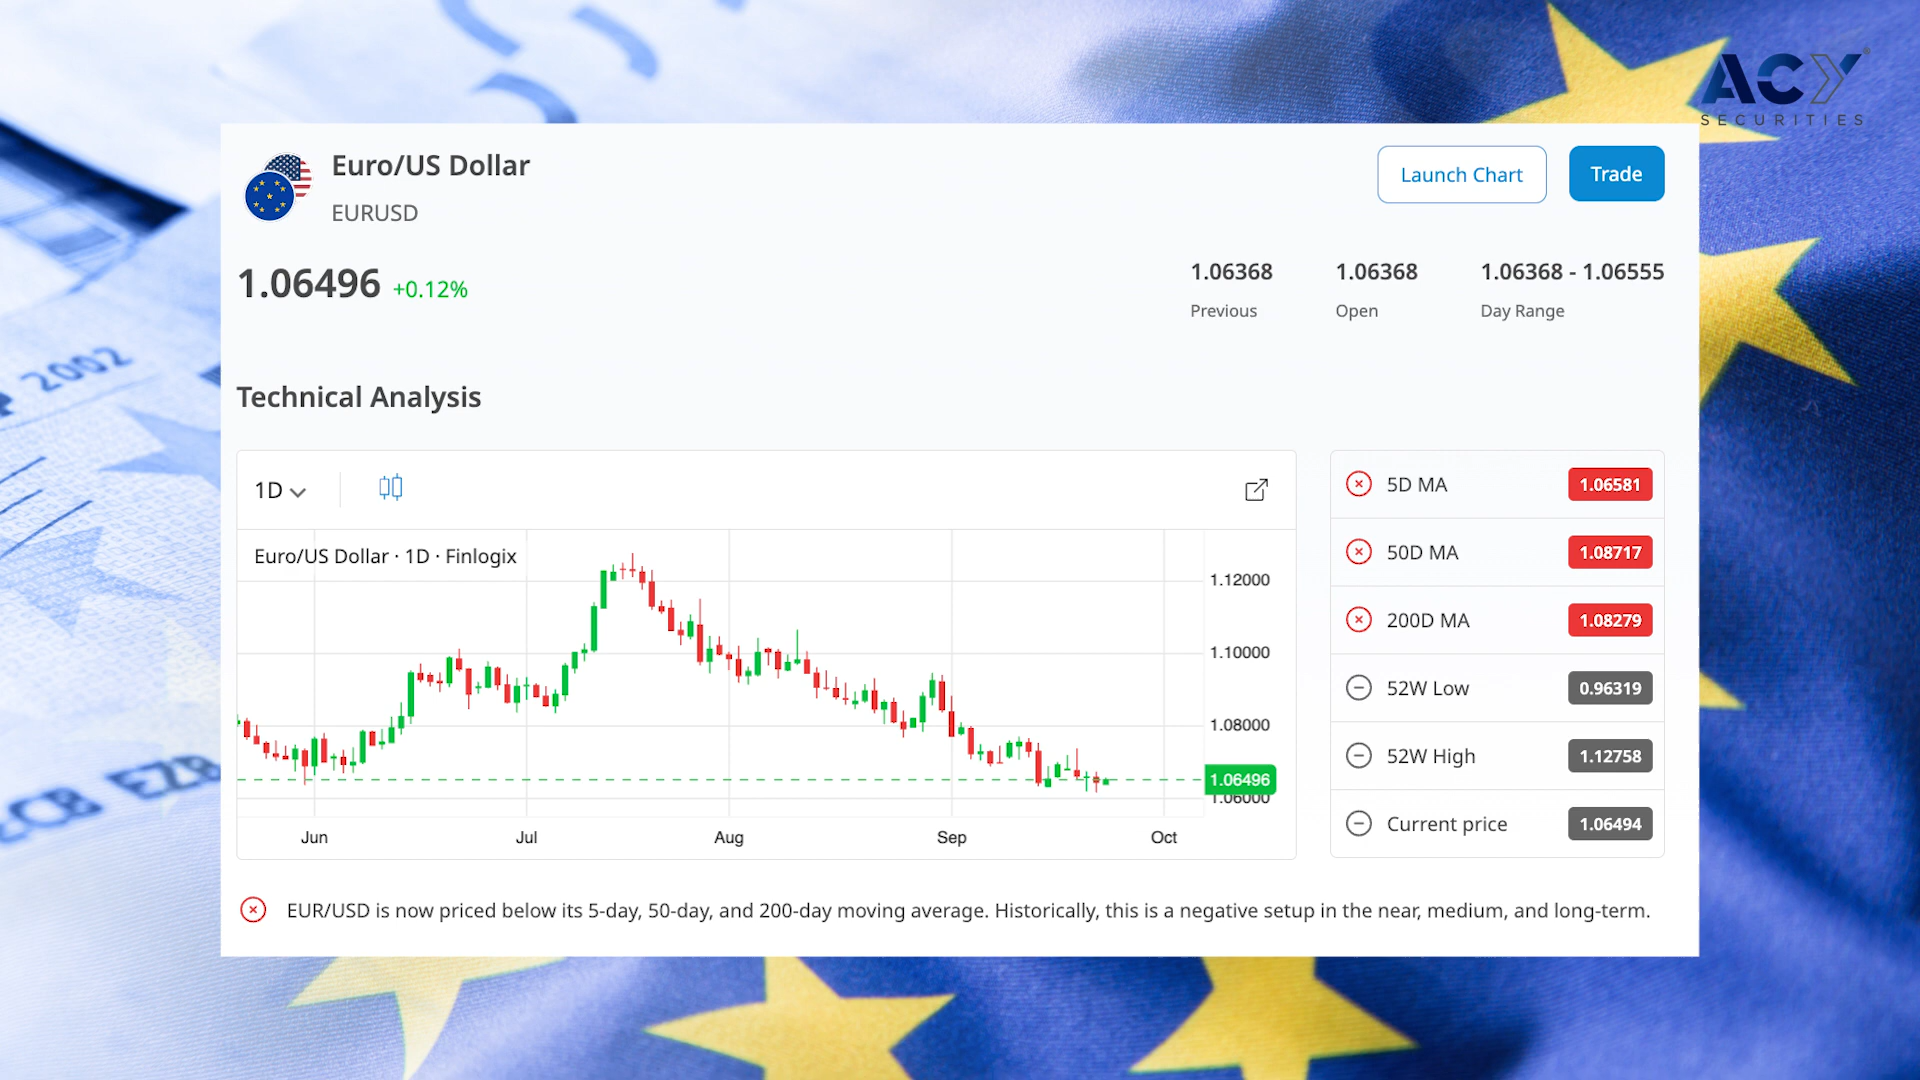 ACY
SECURITIES
Euro/US Dollar
EURUSD
Launch Chart
Trade
1.06496 +0.12%
1.06368
Previous
1.06368
Open
1.06368 - 1.06555
Day Range
2002
Technical Analysis
1D
Euro/US Dollar · 1D · Finlogix
1.12000
1.10000
1.08000
1.06496
1.06000
Jun
Jul
Aug
Sep
Oct
5D MA 1.06581
50D MA 1.08717
200D MA 1.08279
52W Low 0.96319
52W High 1.12758
Current price 1.06494
EZB
EUR/USD is now priced below its 5-day, 50-day, and 200-day moving average. Historically, this is a negative setup in the near, medium, and long-term.